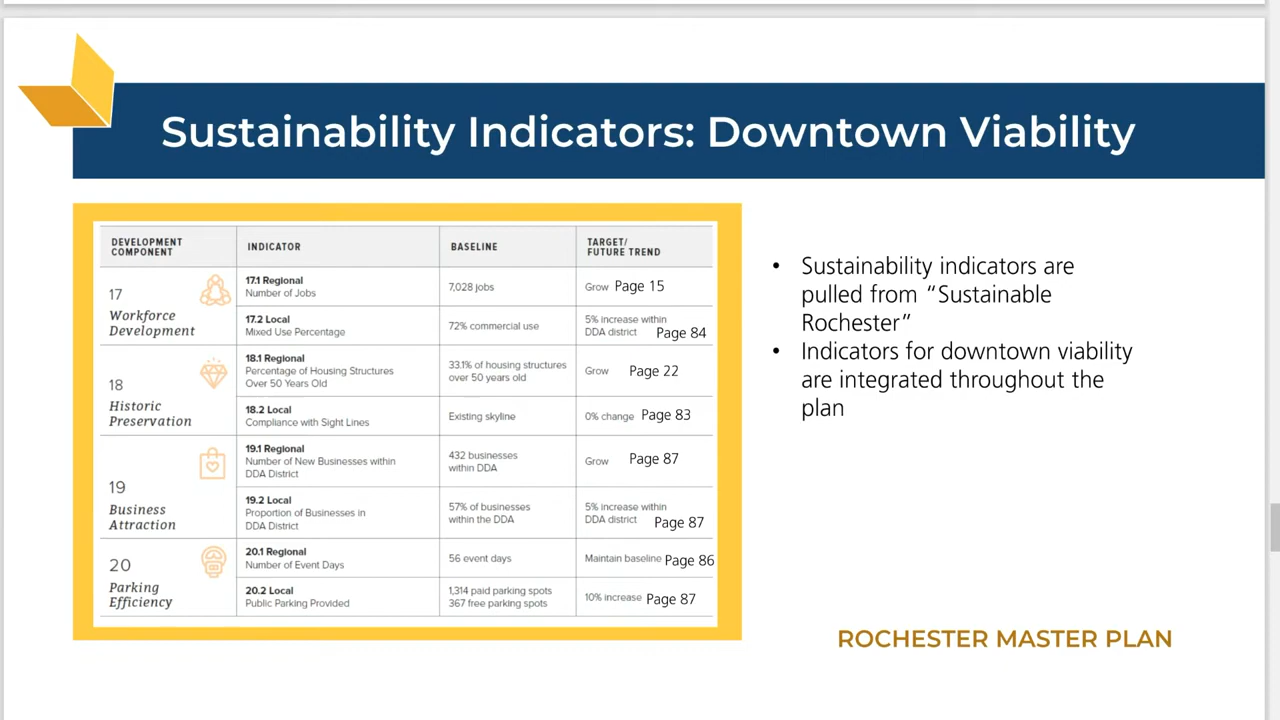 Sustainability Indicators: Downtown Viability
DEVELOPMENT
COMPONENT
INDICATOR
BASELINE
TARGET/
FUTURE TREND
17
Workforce
Development
17.1 Regional
Number of Jobs
7,028 jobs
Grow Page 15
17.2 Local
Mixed Use Percentage
72% commercial use
5% increase within
DDA district Page 84
18
Historic
Preservation
18.1 Regional
Percentage of Housing Structures
Over 50 Years Old
33.1% of housing structures
over 50 years old
Grow Page 22
18.2 Local
Compliance with Sight Lines
Existing skyline
0% change Page 83
19
Business
Attraction
19.1 Regional
Number of New Businesses within
DDA District
432 businesses
within DDA
Grow Page 87
19.2 Local
Proportion of Businesses in
DDA District
57% of businesses
within the DDA
5% increase within
DDA district Page 87
20
Parking
Efficiency
20.1 Regional
Number of Event Days
56 event days
Maintain baseline Page 86
20.2 Local
Public Parking Provided
1,314 paid parking spots
367 free parking spots
10% increase Page 87
• Sustainability indicators are
pulled from “Sustainable
Rochester”
• Indicators for downtown viability
are integrated throughout the
plan
ROCHESTER MASTER PLAN